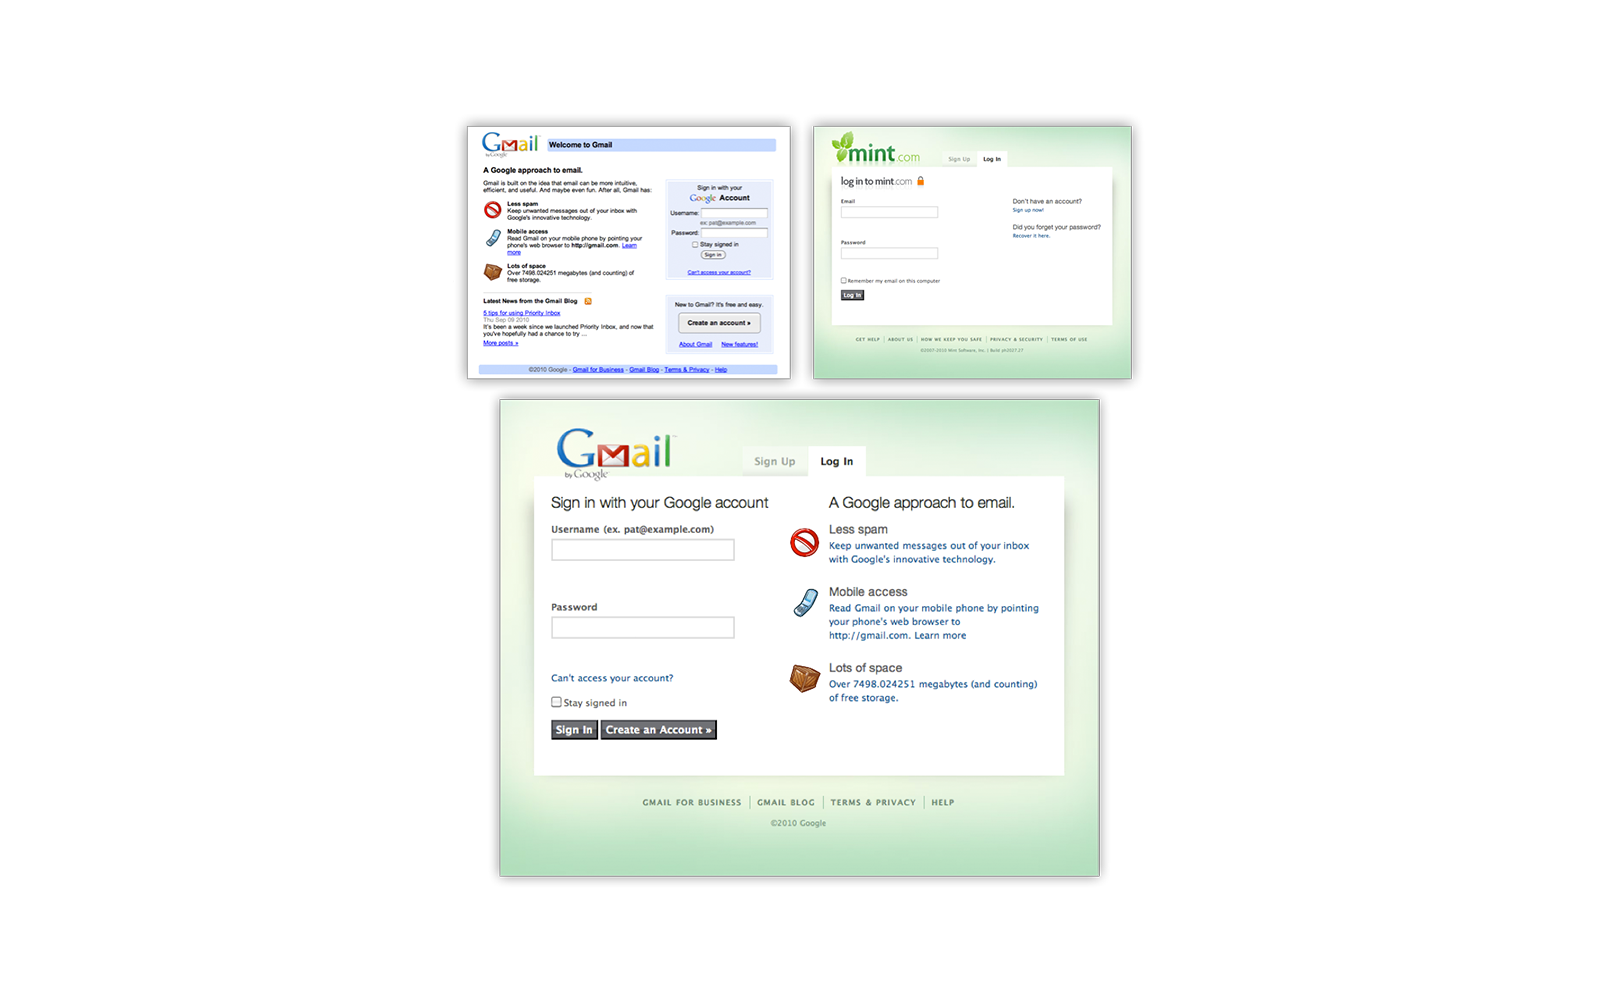 Gmail
by Google
Welcome to Gmail
A Google approach to email.
Gmail is built on the idea that email can be more intuitive,
efficient, and useful. And maybe even fun. After all, Gmail has:
Less spam
Keep unwanted messages out of your inbox with
Google's innovative technology.
Mobile access
Read Gmail on your mobile phone by pointing your
phone's web browser to http://gmail.com. Learn
more
Lots of space
Over 7498.024251 megabytes (and counting) of
free storage.
Latest News from the Gmail Blog
5 tips for using Priority Inbox
Thu Sep 09 2010
It's been a week since we launched Priority Inbox, and now that
you've hopefully had a chance to try ...
More posts »
Sign in with your
Google Account
Username:
ex: pat@example.com
Password:
Stay signed in
Sign in
Can't access your account?
New to Gmail? It's free and easy.
Create an account »
About Gmail New features!
©2010 Google - Gmail for Business - Gmail Blog - Terms & Privacy - Help
mint.com
Sign Up Log In
log in to mint.com
Email
Password
Remember my email on this computer
Log In
Don't have an account?
Sign up now!
Did you forget your password?
Recover it here.
GET HELP | ABOUT US | HOW WE KEEP YOU SAFE | PRIVACY & SECURITY | TERMS OF USE
©2007-2010 Mint Software, Inc. | Build
Gmail™
by Google
Sign Up Log In
Sign in with your Google account
Username (ex. pat@example.com)
Password
Can't access your account?
Stay signed in
Sign In Create an Account »
A Google approach to email.
Less spam
Keep unwanted messages out of your inbox
with Google's innovative technology.
Mobile access
Read Gmail on your mobile phone by pointing
your phone's web browser to
http://gmail.com. Learn more
Lots of space
Over 7498.024251 megabytes (and counting)
of free storage.
GMAIL FOR BUSINESS | GMAIL BLOG | TERMS & PRIVACY | HELP
©2010 Google